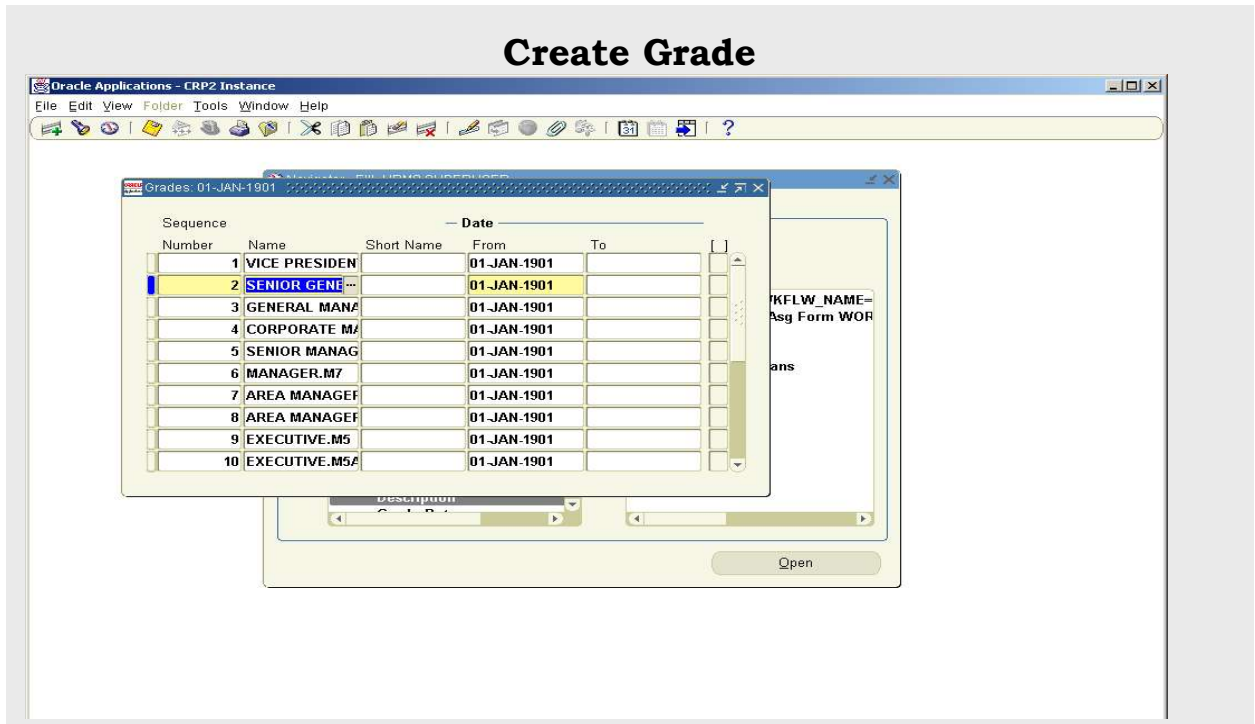 Create Grade
Oracle Applications - CRP2 Instance
File Edit View Folder Tools Window Help
Grades: 01-JAN-1901
Sequence Date
Number Name Short Name From To [ ]
1 VICE PRESIDEN 01-JAN-1901
2 SENIOR GENE 01-JAN-1901
3 GENERAL MANA 01-JAN-1901
4 CORPORATE MA 01-JAN-1901
5 SENIOR MANAG 01-JAN-1901
6 MANAGER.M7 01-JAN-1901
7 AREA MANAGER 01-JAN-1901
8 AREA MANAGER 01-JAN-1901
9 EXECUTIVE.M5 01-JAN-1901
10 EXECUTIVE.M5A 01-JAN-1901
KFLW_NAME=
Asg Form WOR
ans
Description
Open